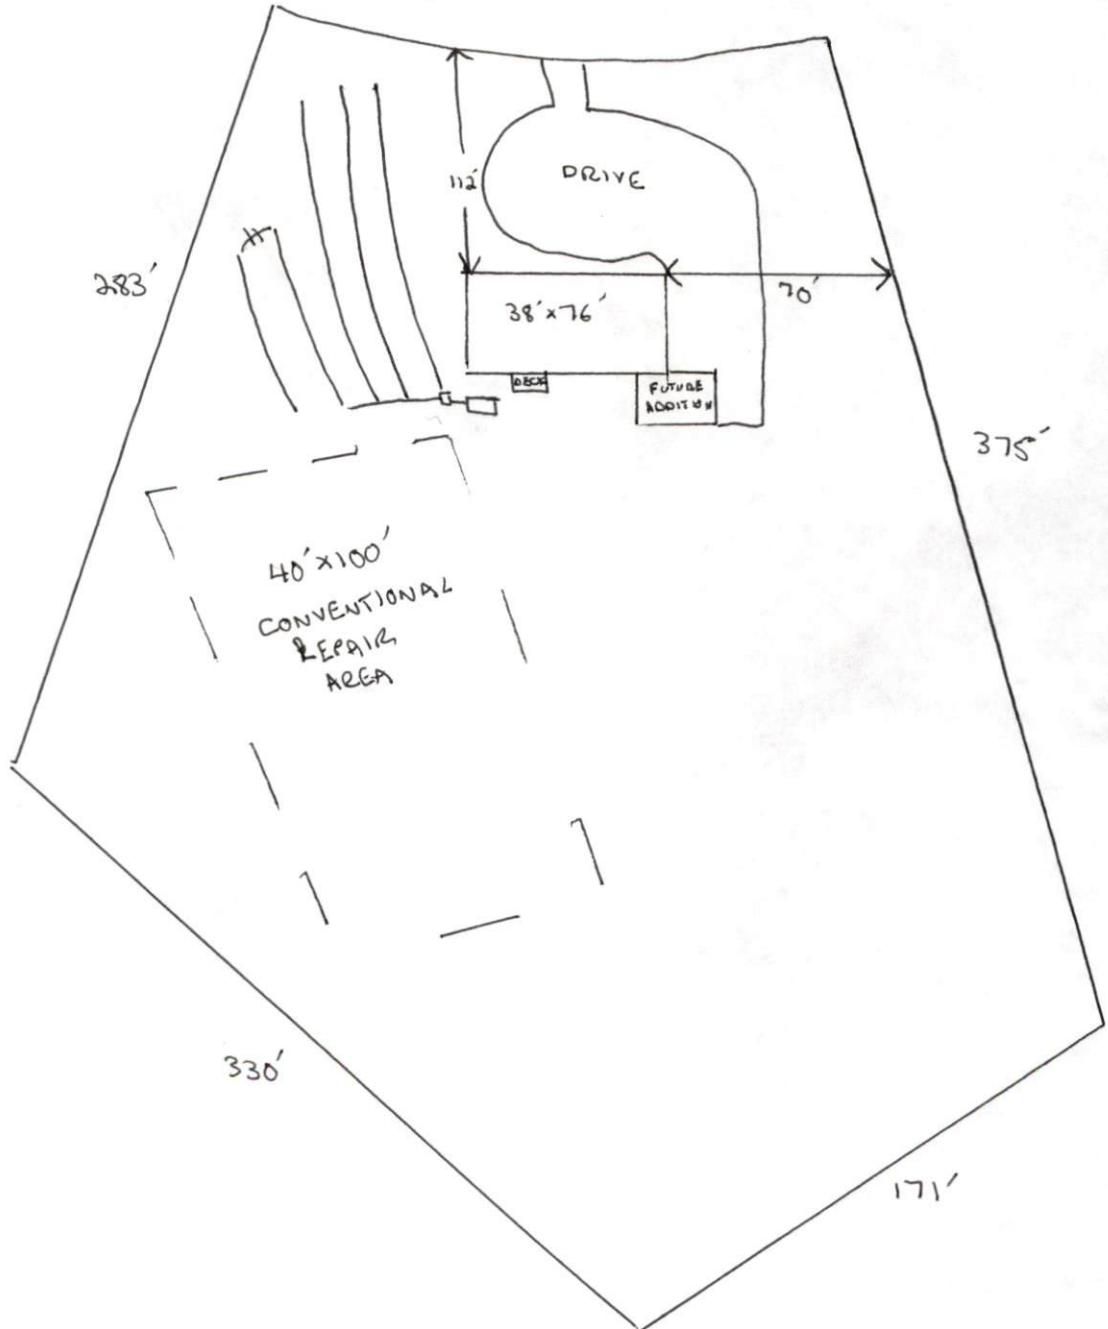 112'
DRIVE
283'
38'x76'
70'
DECK
FUTURE
ADDITION
375'
40'x100'
CONVENTIONAL
REPAIR
AREA
330'
171'